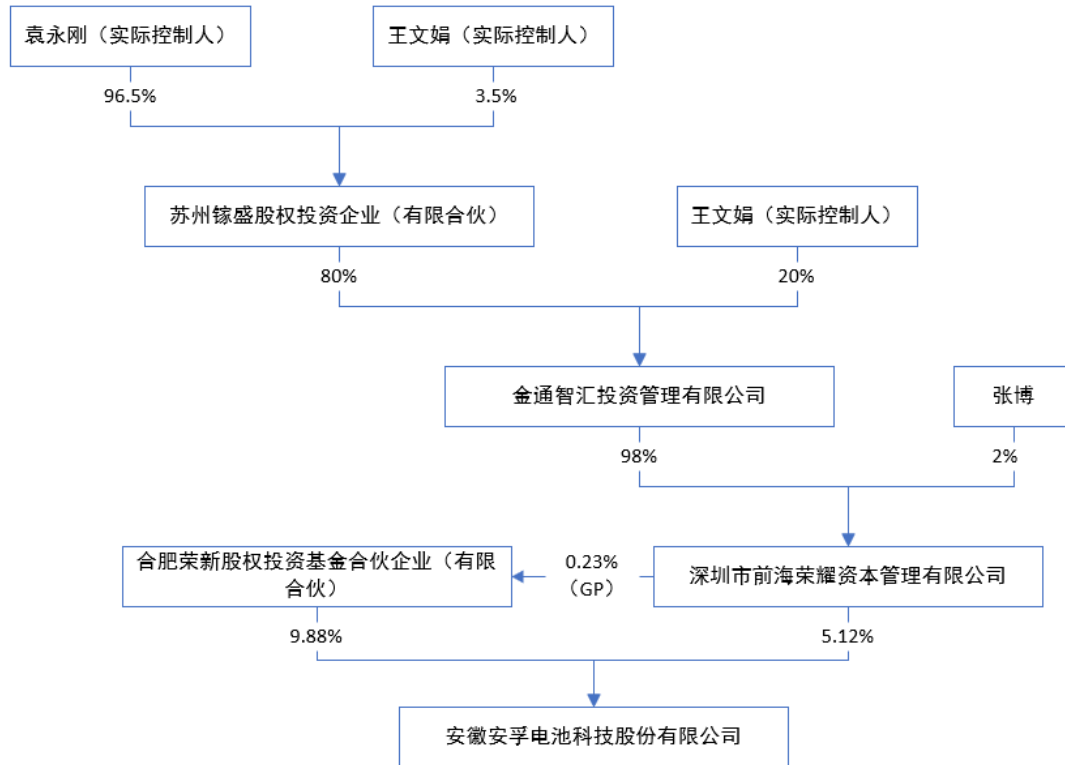 袁永刚（实际控制人）
王文娟（实际控制人）
96.5%
3.5%
苏州镓盛股权投资企业（有限合伙）
王文娟（实际控制人）
80%
20%
金通智汇投资管理有限公司
张博
98%
2%
合肥荣新股权投资基金合伙企业（有限
合伙）
0.23%
（GP）
深圳市前海荣耀资本管理有限公司
9.88%
5.12%
安徽安孚电池科技股份有限公司